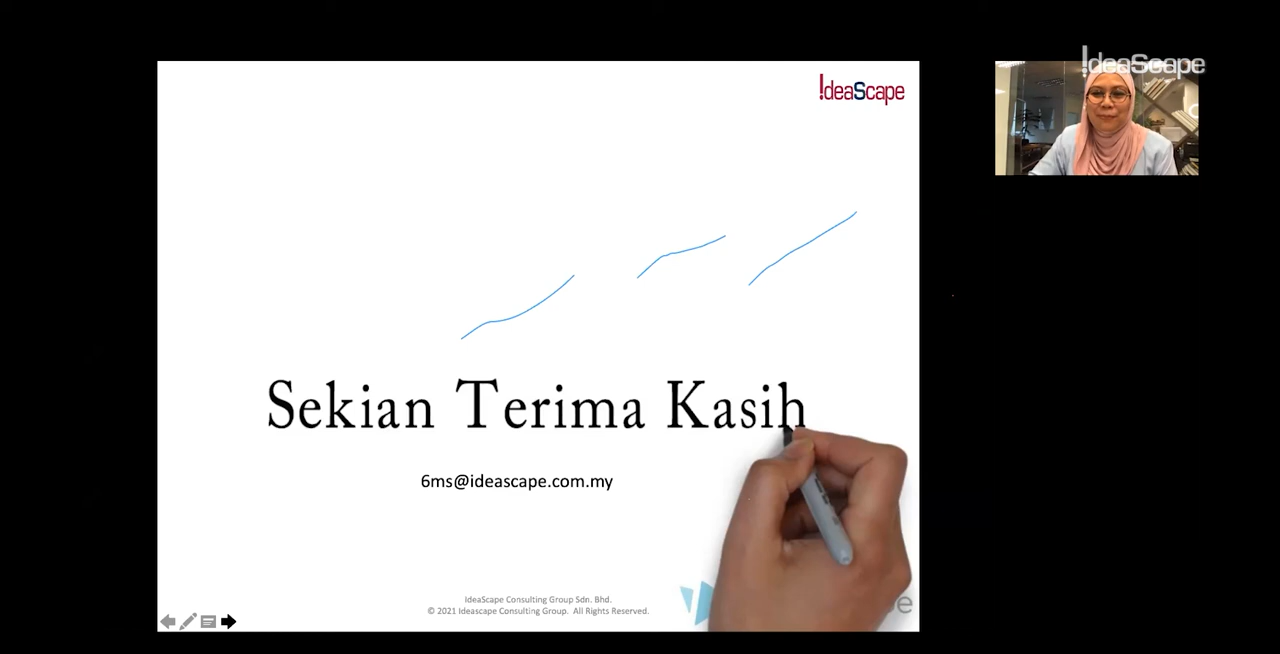 !deaScape
!deaScape
Sekian Terima Kasih
6ms@ideascape.com.my
IdeaScape Consulting Group Sdn. Bhd.
© 2021 Ideascape Consulting Group. All Rights Reserved.